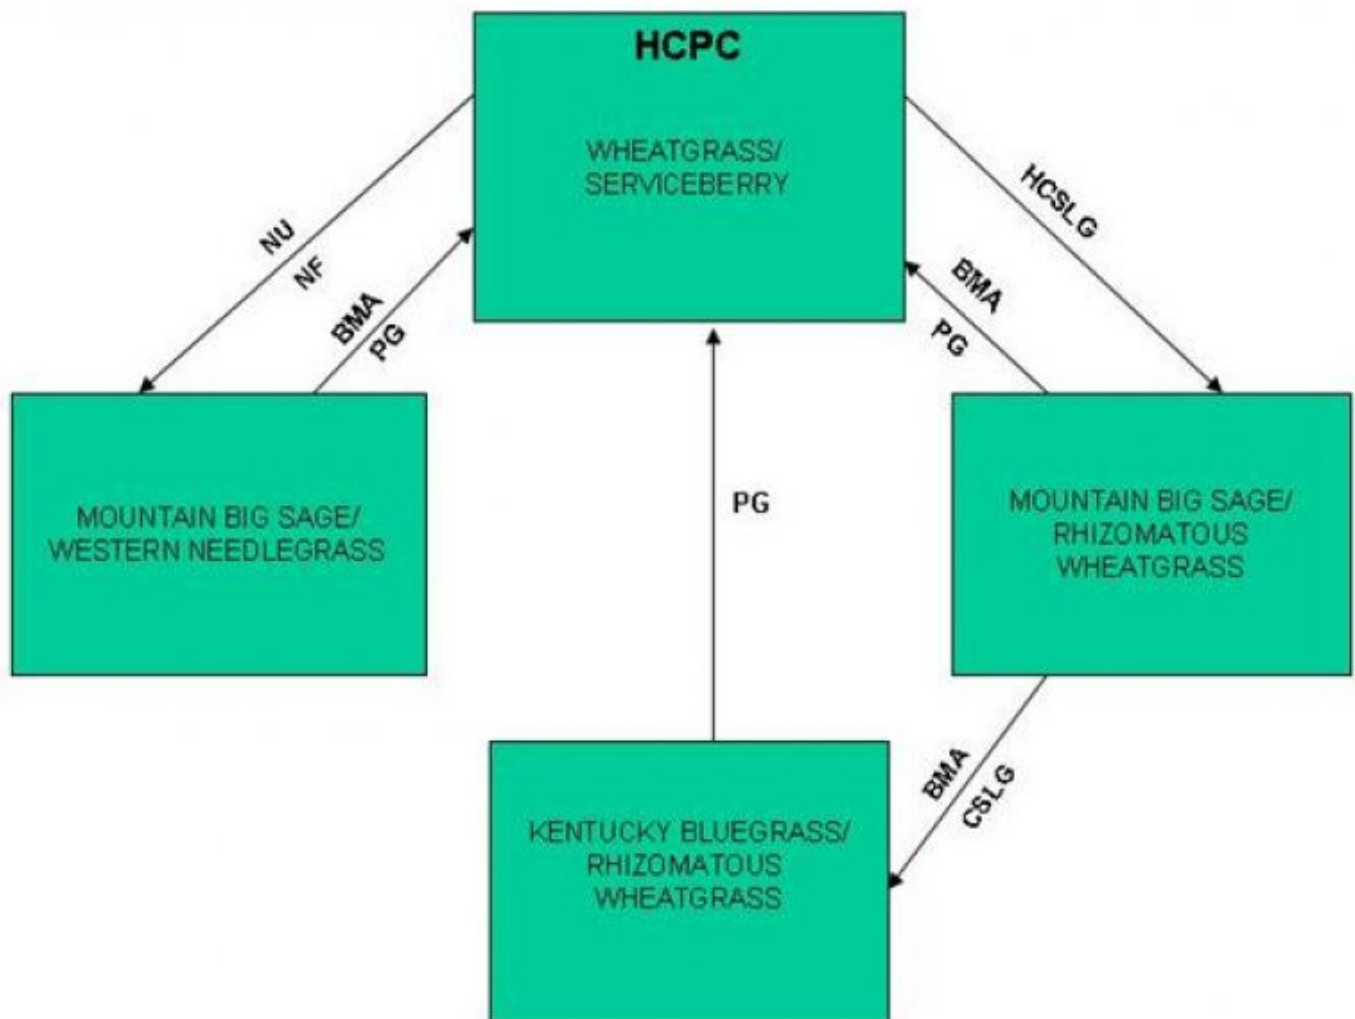 HCPC
WHEATGRASS/
SERVICEBERRY
NU
NF
BMA
PG
HCSLG
BMA
PG
MOUNTAIN BIG SAGE/
WESTERN NEEDLEGRASS
PG
MOUNTAIN BIG SAGE/
RHIZOMATOUS
WHEATGRASS
BMA
CSLG
KENTUCKY BLUEGRASS/
RHIZOMATOUS
WHEATGRASS